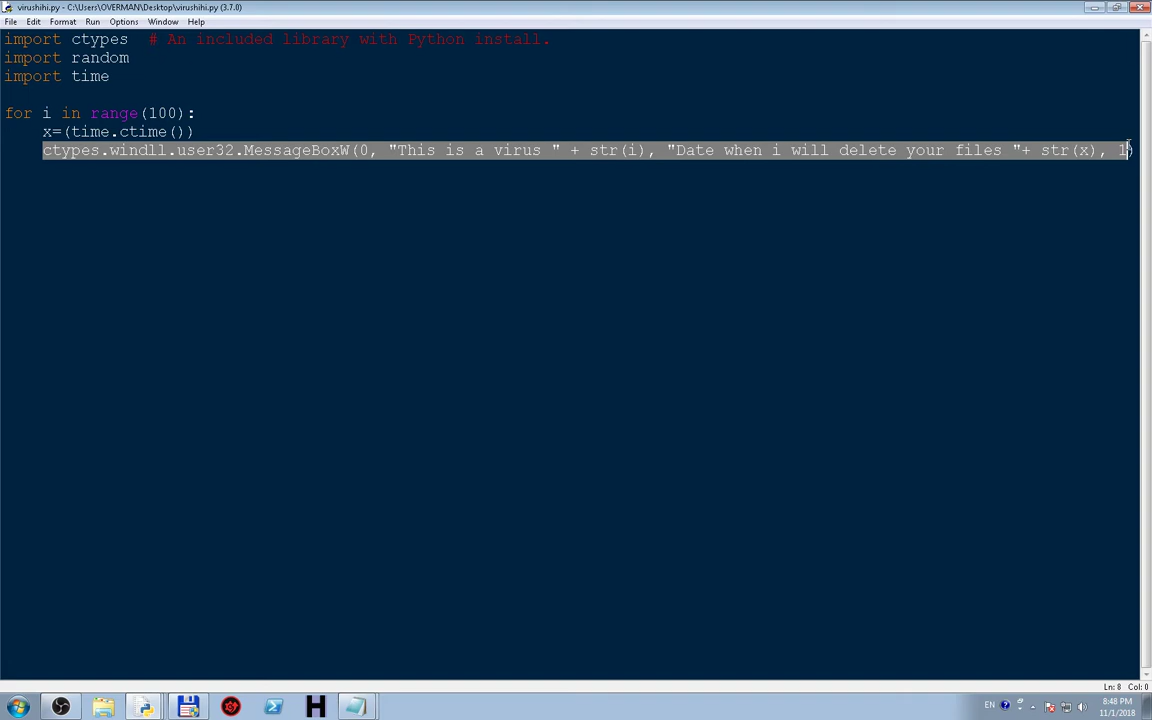 virushihi.py - C:\Users\OVERMAN\Desktop\virushihi.py (3.7.0)
File Edit Format Run Options Window Help
import ctypes  # An included library with Python install.
import random
import time
for i in range(100):
    x=(time.ctime())
    ctypes.windll.user32.MessageBoxW(0, "This is a virus " + str(i), "Date when i will delete your files "+ str(x), 1)
Ln: 8 Col: 0
H
EN 8:48 PM
11/1/2018